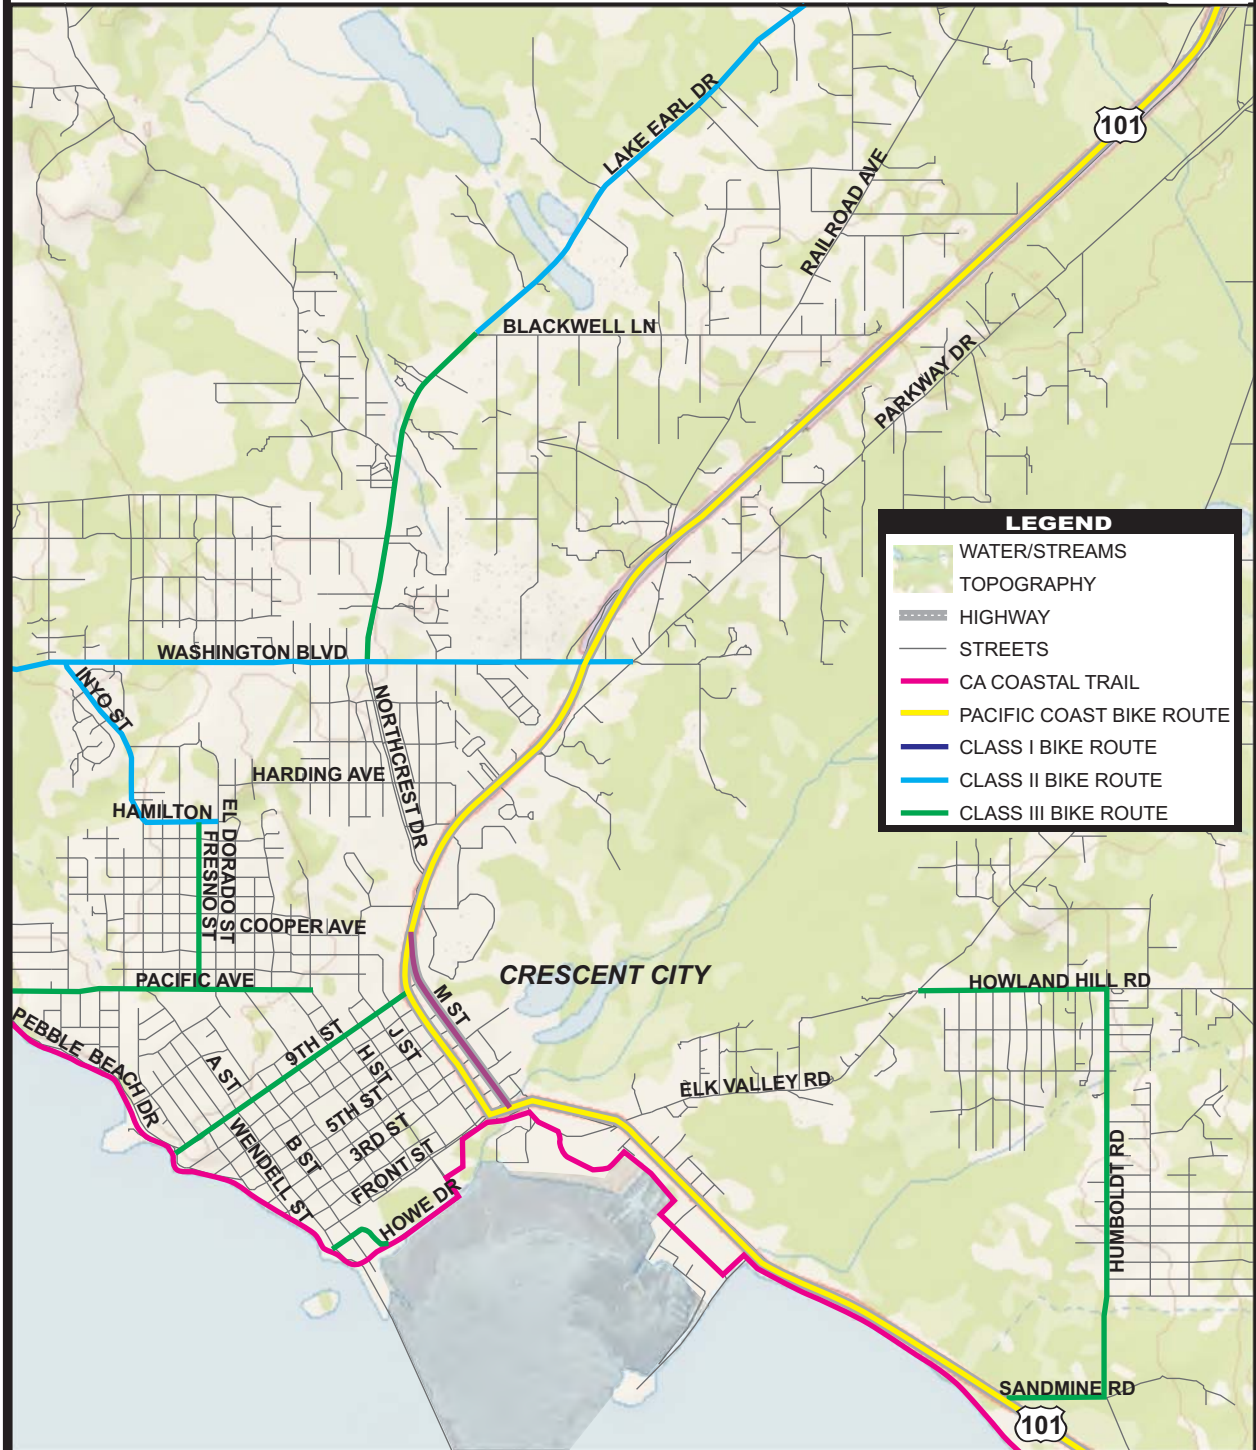 LAKE EARL DR
101
RAILROAD AVE
BLACKWELL LN
PARKWAY DR
LEGEND
WATER/STREAMS
TOPOGRAPHY
HIGHWAY
STREETS
CA COASTAL TRAIL
PACIFIC COAST BIKE ROUTE
CLASS I BIKE ROUTE
CLASS II BIKE ROUTE
CLASS III BIKE ROUTE
WASHINGTON BLVD
INYO ST
NORTHCREST DR
HARDING AVE
HAMILTON
EL DORADO ST
FRESNO ST
COOPER AVE
PACIFIC AVE
CRESCENT CITY
HOWLAND HILL RD
M ST
PEBBLE BEACH DR
9TH ST
J ST
H ST
A ST
5TH ST
ELK VALLEY RD
3RD ST
B ST
WENDELL ST
FRONT ST
HOWE DR
HUMBOLDT RD
SANDMINE RD
101